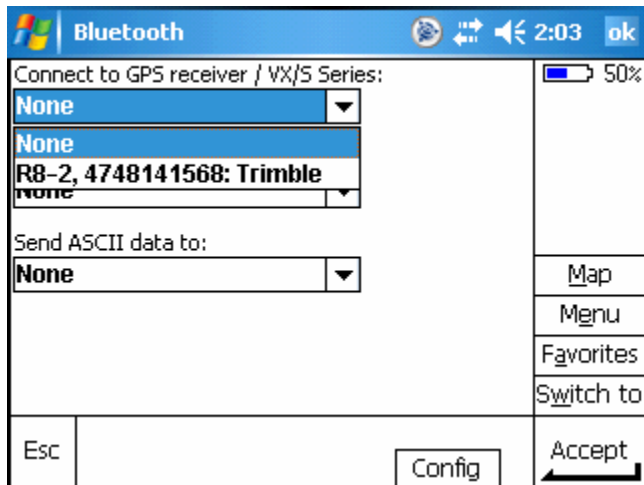 Bluetooth 2:03 ok
Connect to GPS receiver / VX/S Series:
50%
None
None
R8-2, 4748141568: Trimble
None
Send ASCII data to:
None
Map
Menu
Favorites
Switch to
Esc
Config
Accept